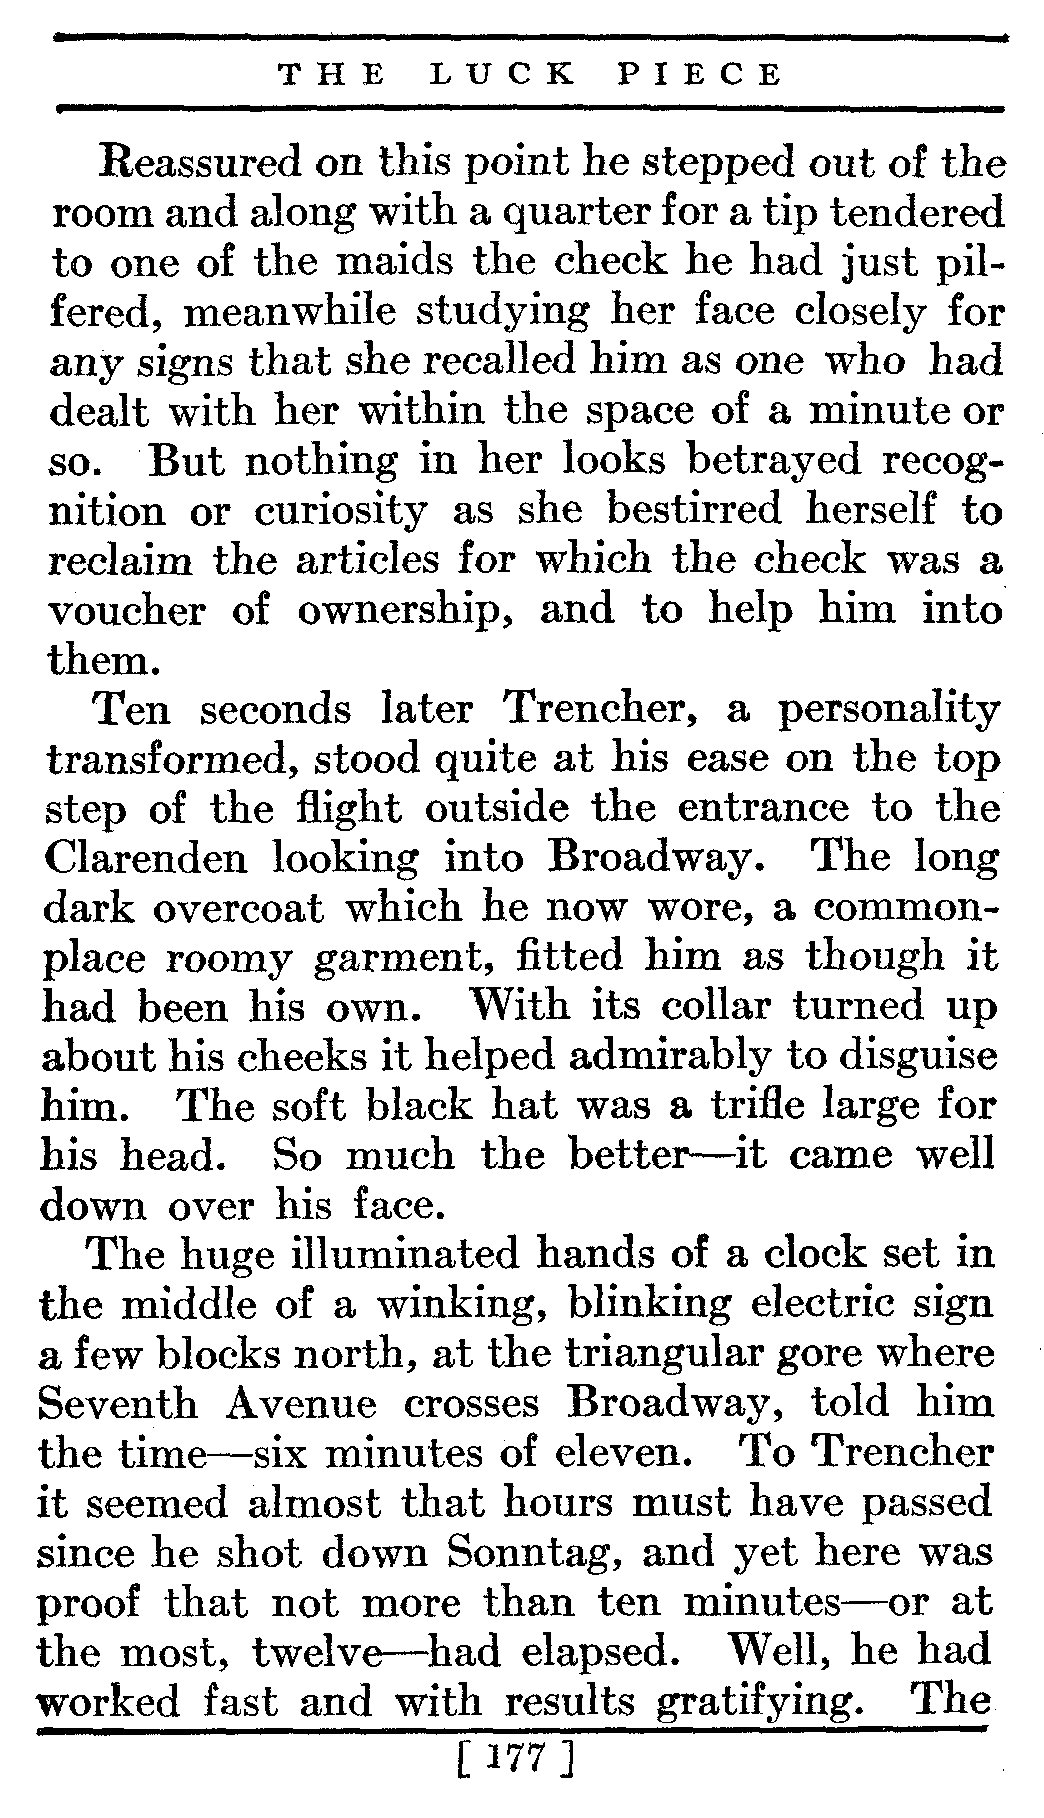 THE LUCK PIECE
Reassured on this point he stepped out of the
room and along with a quarter for a tip tendered
to one of the maids the check he had just pil-
fered, meanwhile studying her face closely for
any signs that she recalled him as one who had
dealt with her within the space of a minute or
so. But nothing in her looks betrayed recog-
nition or curiosity as she bestirred herself to
reclaim the articles for which the check was a
voucher of ownership, and to help him into
them.
Ten seconds later Trencher, a personality
transformed, stood quite at his ease on the top
step of the flight outside the entrance to the
Clarenden looking into Broadway. The long
dark overcoat which he now wore, a common-
place roomy garment, fitted him as though it
had been his own. With its collar turned up
about his cheeks it helped admirably to disguise
him. The soft black hat was a trifle large for
his head. So much the better—it came well
down over his face.
The huge illuminated hands of a clock set in
the middle of a winking, blinking electric sign
a few blocks north, at the triangular gore where
Seventh Avenue crosses Broadway, told him
the time—six minutes of eleven. To Trencher
it seemed almost that hours must have passed
since he shot down Sonntag, and yet here was
proof that not more than ten minutes—or at
the most, twelve—had elapsed. Well, he had
worked fast and with results gratifying. The
[ 177 ]